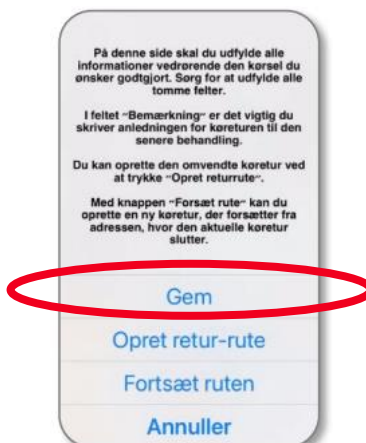 På denne side skal du udfylde alle
informationer vedrørende den kørsel du
ønsker godtgjort. Sørg for at udfylde alle
tomme felter.
I feltet "Bemærkning" er det vigtig du
skriver anledningen for køreturen til den
senere behandling.
Du kan oprette den omvendte køretur ved
at trykke "Opret returrute".
Med knappen "Forsæt rute" kan du
oprette en ny køretur, der forsætter fra
adressen, hvor den aktuelle køretur
slutter.
Gem
Opret retur-rute
Fortsæt ruten
Annuller